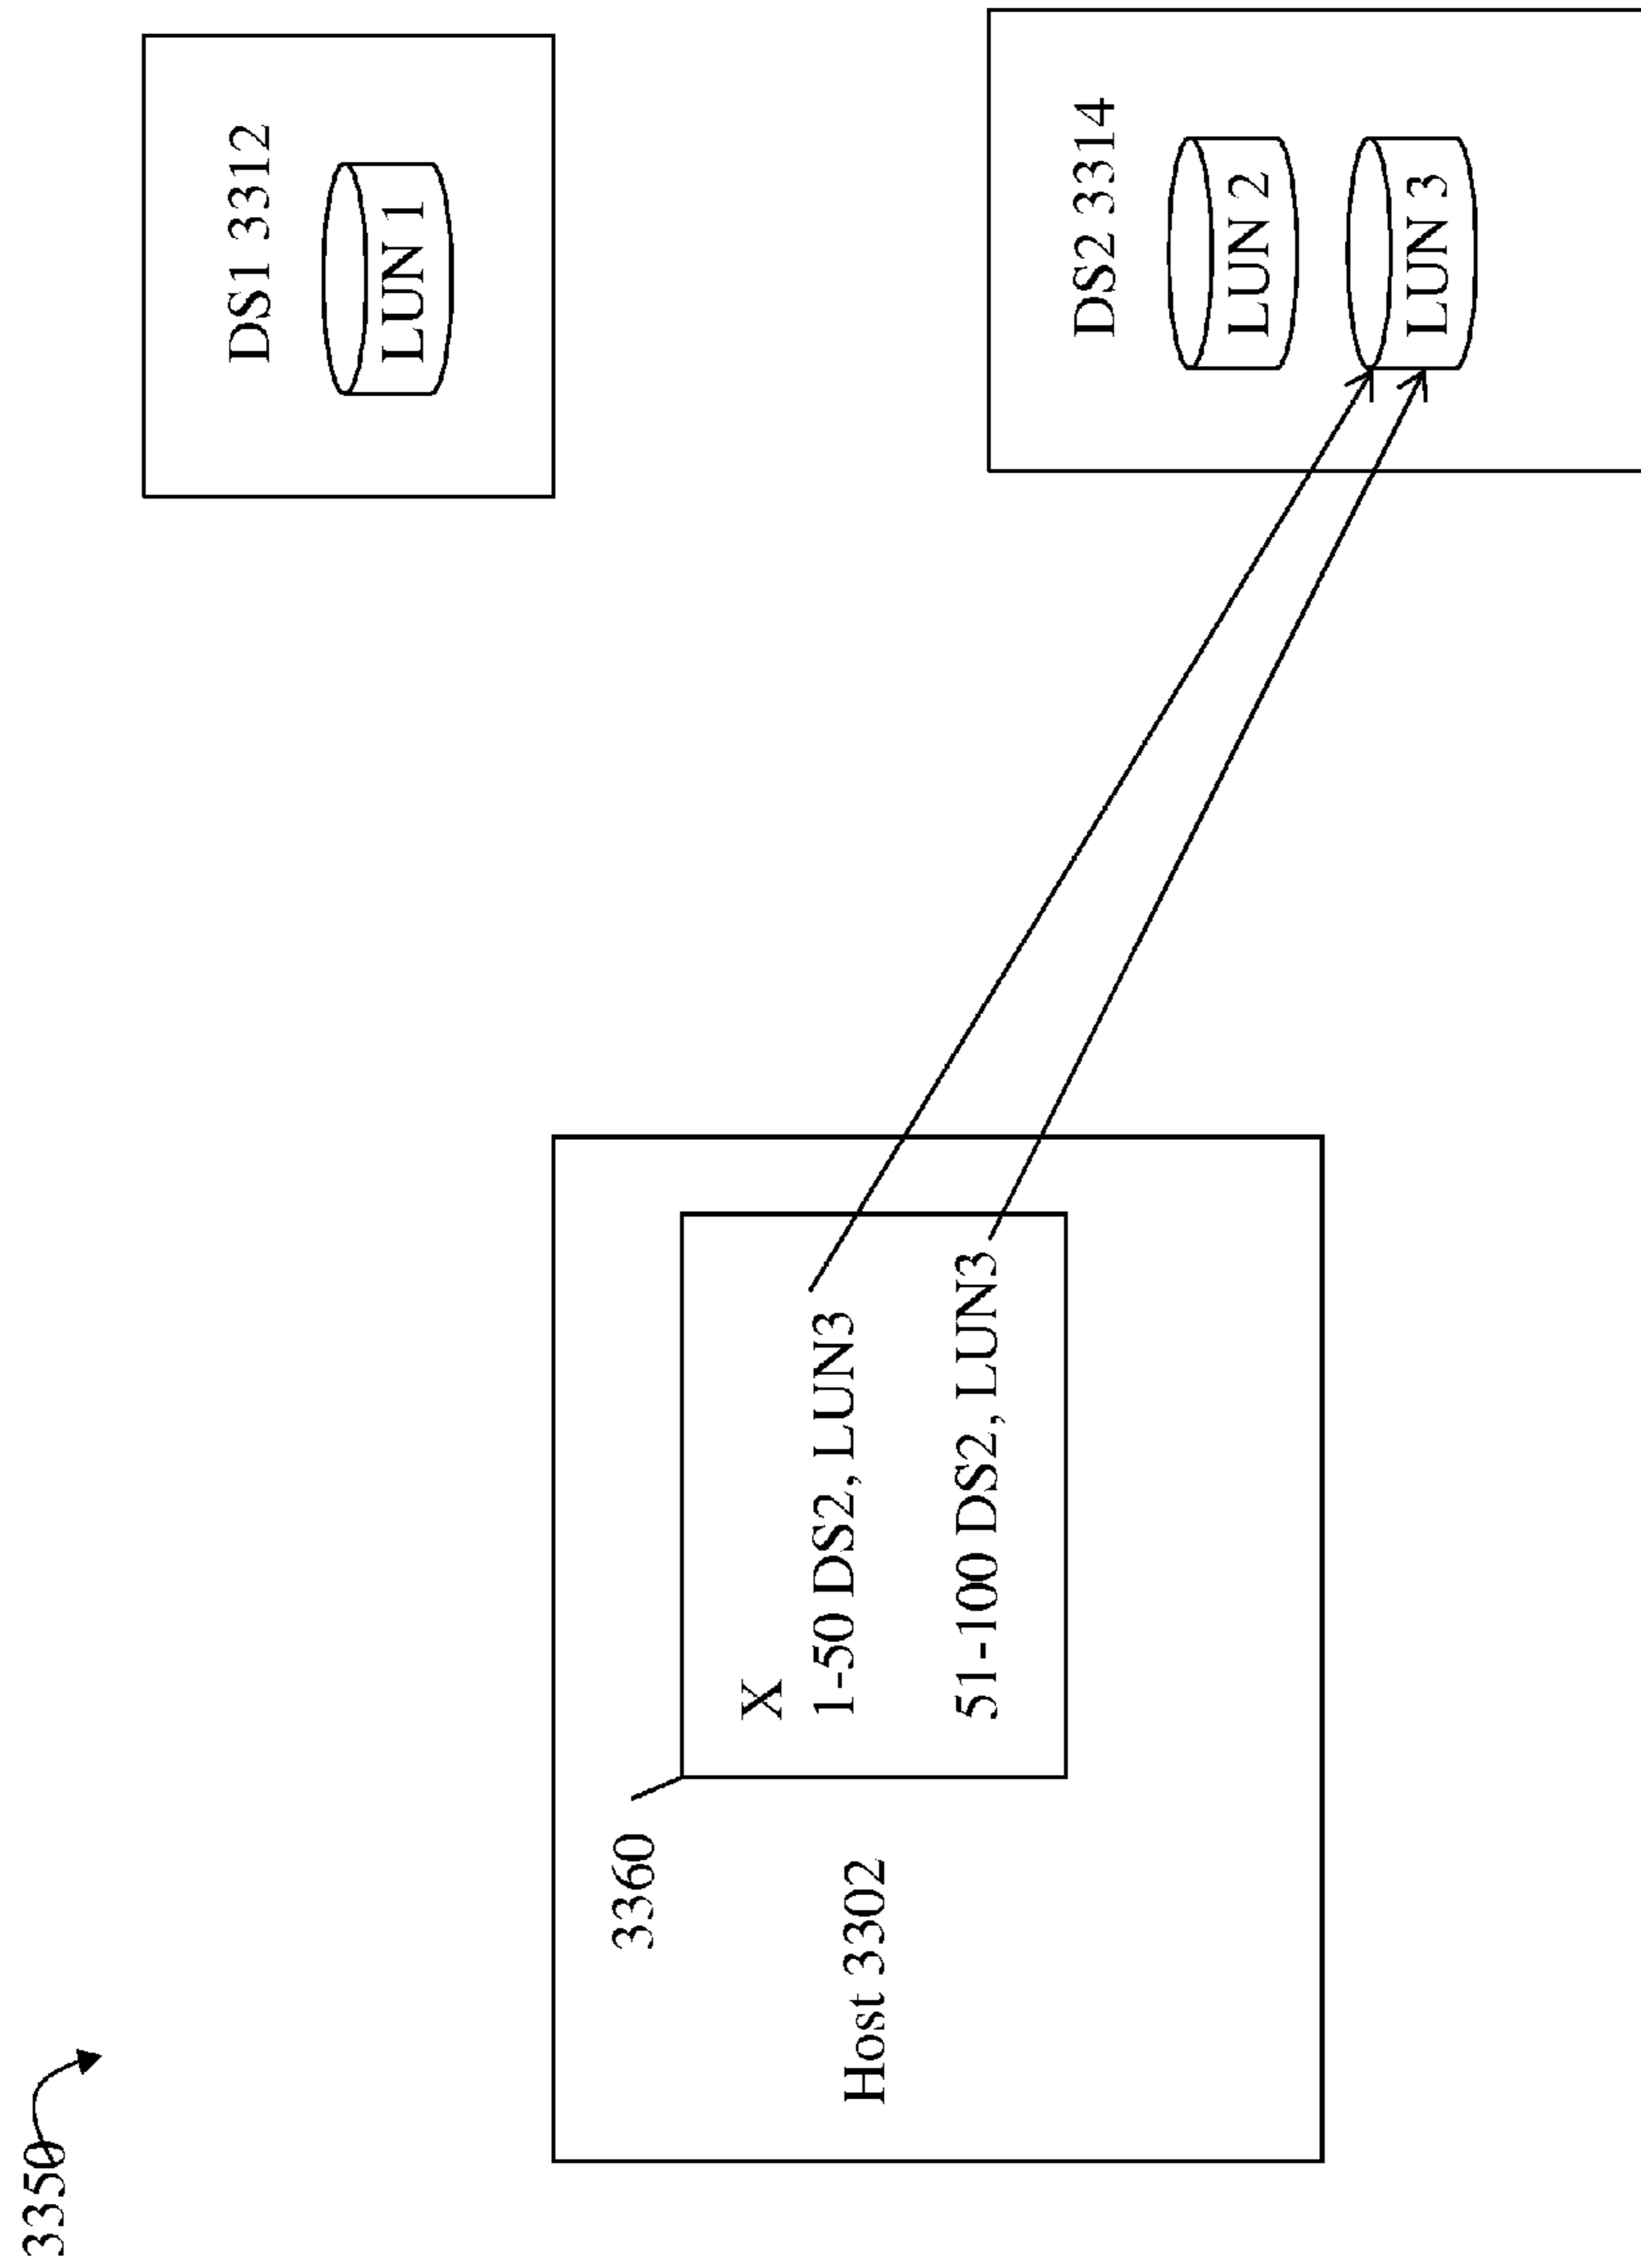 3350
3360
Host 3302
X
1-50 DS2, LUN3
51-100 DS2, LUN3
DS1 3312
LUN 1
DS2 3314
LUN 2
LUN 3